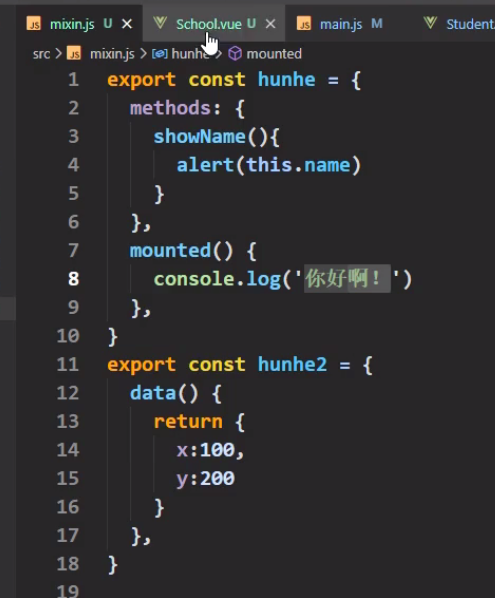 JS mixin.js U × School.vue U × JS main.js M Student
src > JS mixin.js > hunhe > mounted
1 export const hunhe = {
2 methods: {
3 showName(){
4 alert(this.name)
5 }
6 },
7 mounted() {
8 console.log('你好啊！')
9 },
10 }
11 export const hunhe2 = {
12 data() {
13 return {
14 x:100,
15 y:200
16 }
17 },
18 }
19